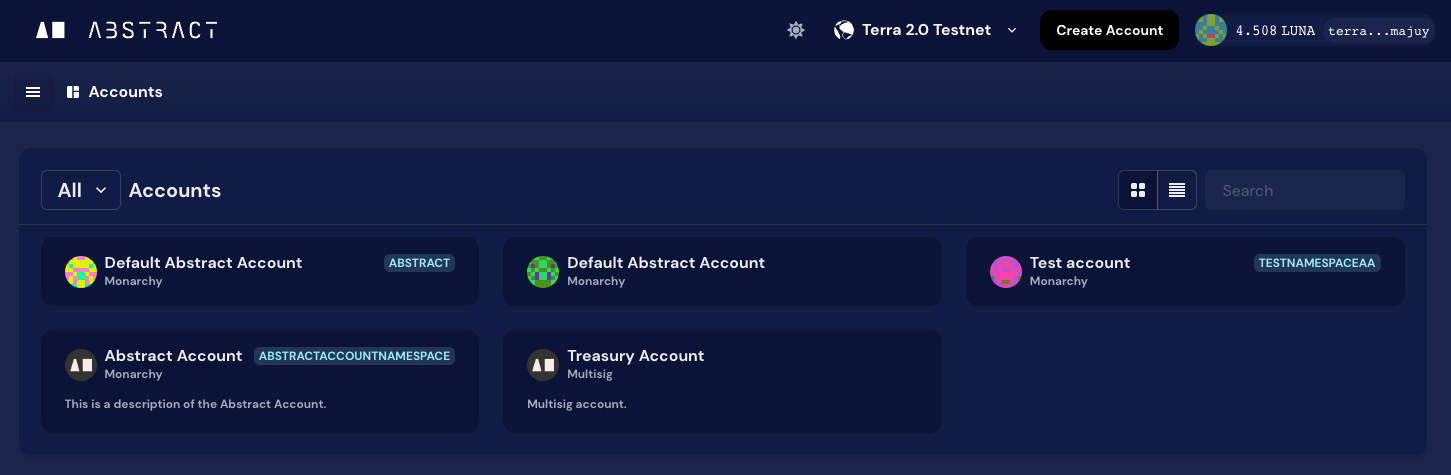 ABSTRACT
Terra 2.0 Testnet
Create Account
4.508 LUNA
terra...majuy
Accounts
All
Accounts
Search
Default Abstract Account
ABSTRACT
Monarchy
Default Abstract Account
Monarchy
Test account
TESTNAMESPACEAA
Monarchy
Abstract Account
ABSTRACTACCOUNTNAMESPACE
Monarchy
This is a description of the Abstract Account.
Treasury Account
Multisig
Multisig account.